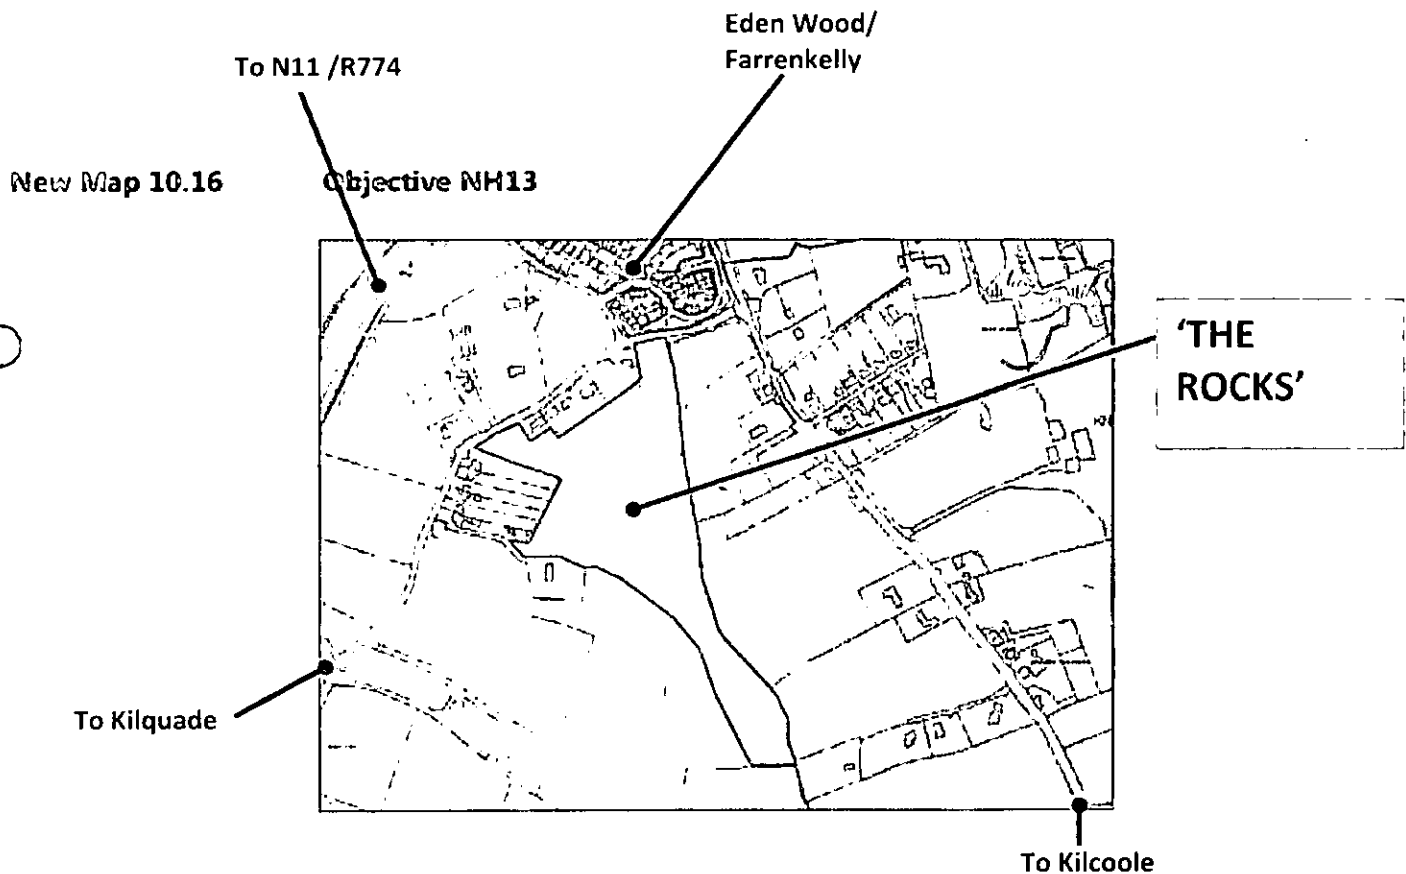 Eden Wood/
Farrenkelly
To N11 /R774
New Map 10.16 Objective NH13
'THE
ROCKS'
To Kilquade
To Kilcoole